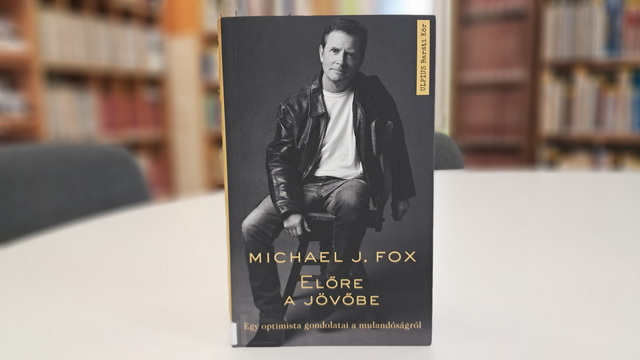 ULPIUS Baráti Kör
MICHAEL J. FOX
ELŐRE
A JÖVŐBE
Egy optimista gondolatai a mulandóságról